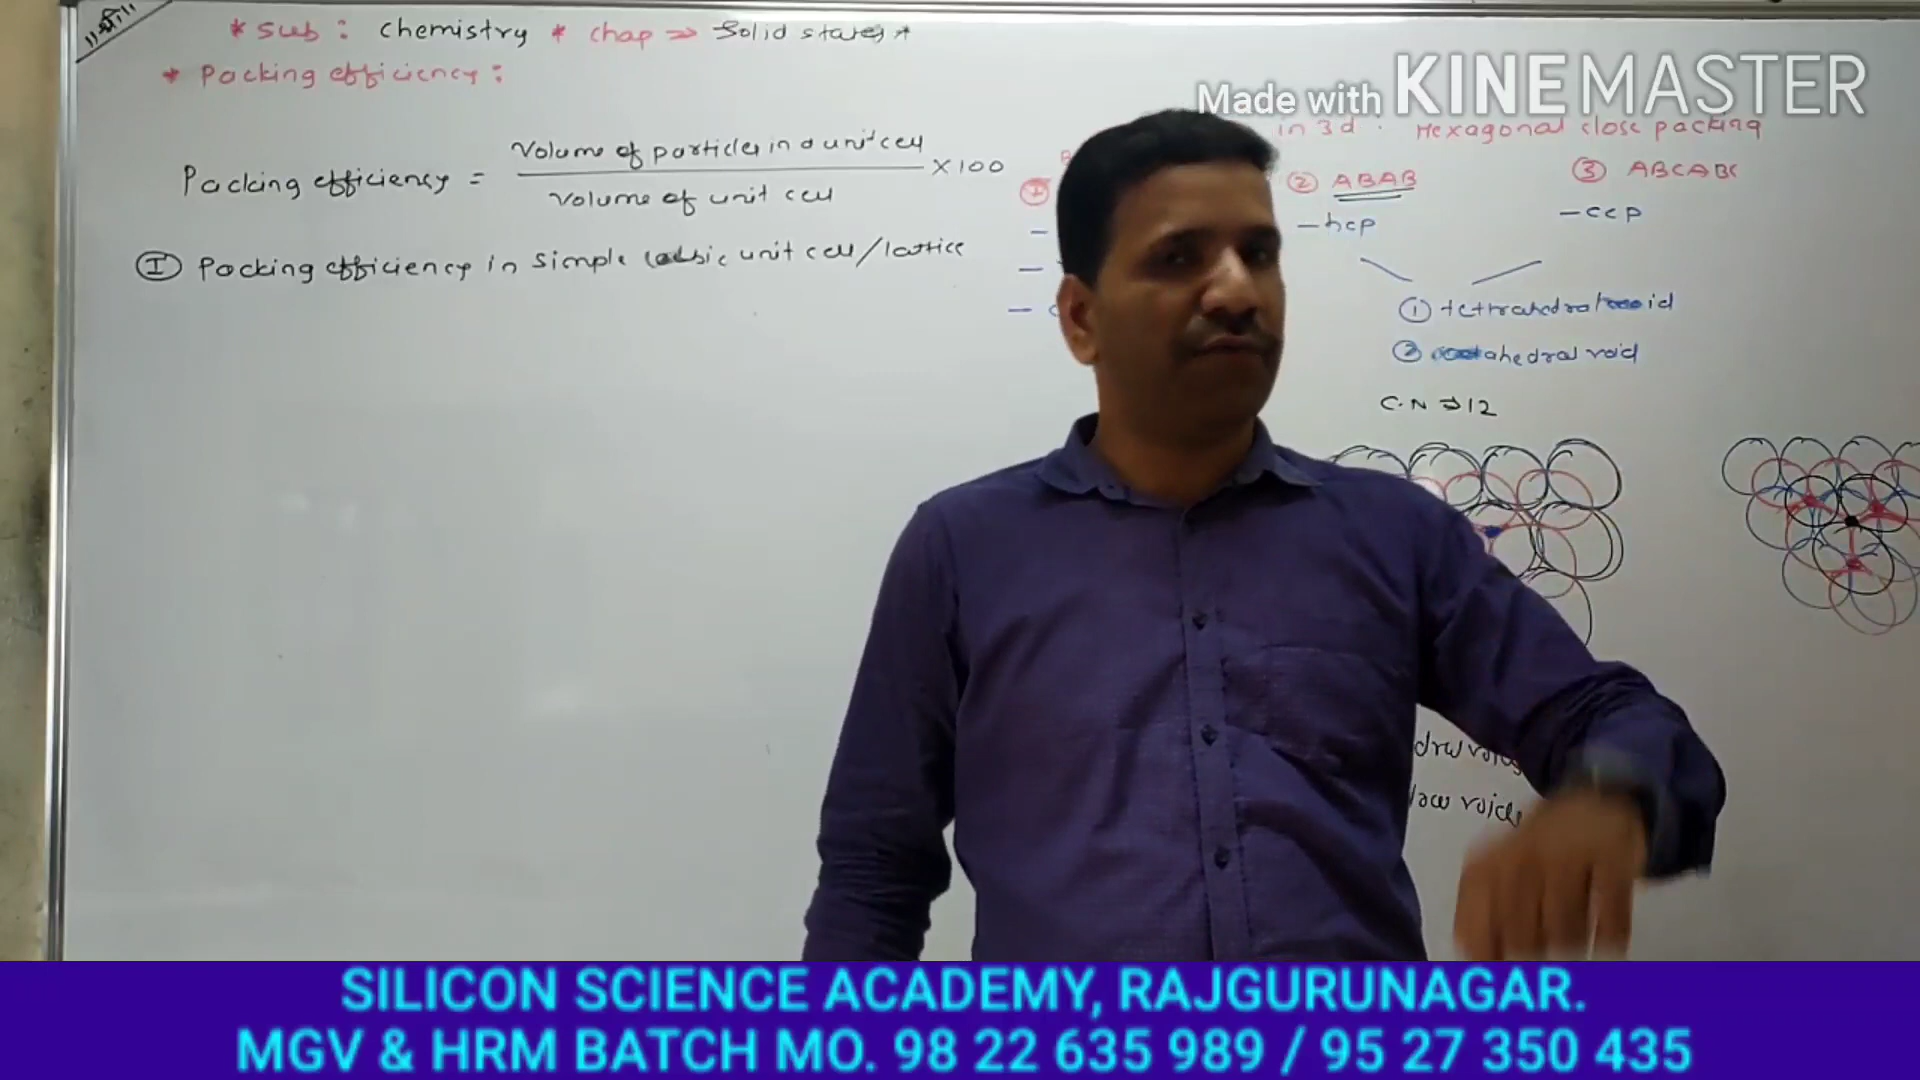 ॥श्री॥
* Sub : chemistry * chap ⇒ Solid states *
* Packing efficiency :
Made with KINEMASTER
in 3d : Hexagonal close packing
Packing efficiency = Volume of particles in a unit cell / Volume of unit cell × 100
② ABAB
- hcp
③ ABCABC
- ccp
Ⓘ Packing efficiency in simple cubic unit cell/lattice
① tetrahedral void
② octahedral void
C.N ⇒ 12
SILICON SCIENCE ACADEMY, RAJGURUNAGAR.
MGV & HRM BATCH MO. 98 22 635 989 / 95 27 350 435